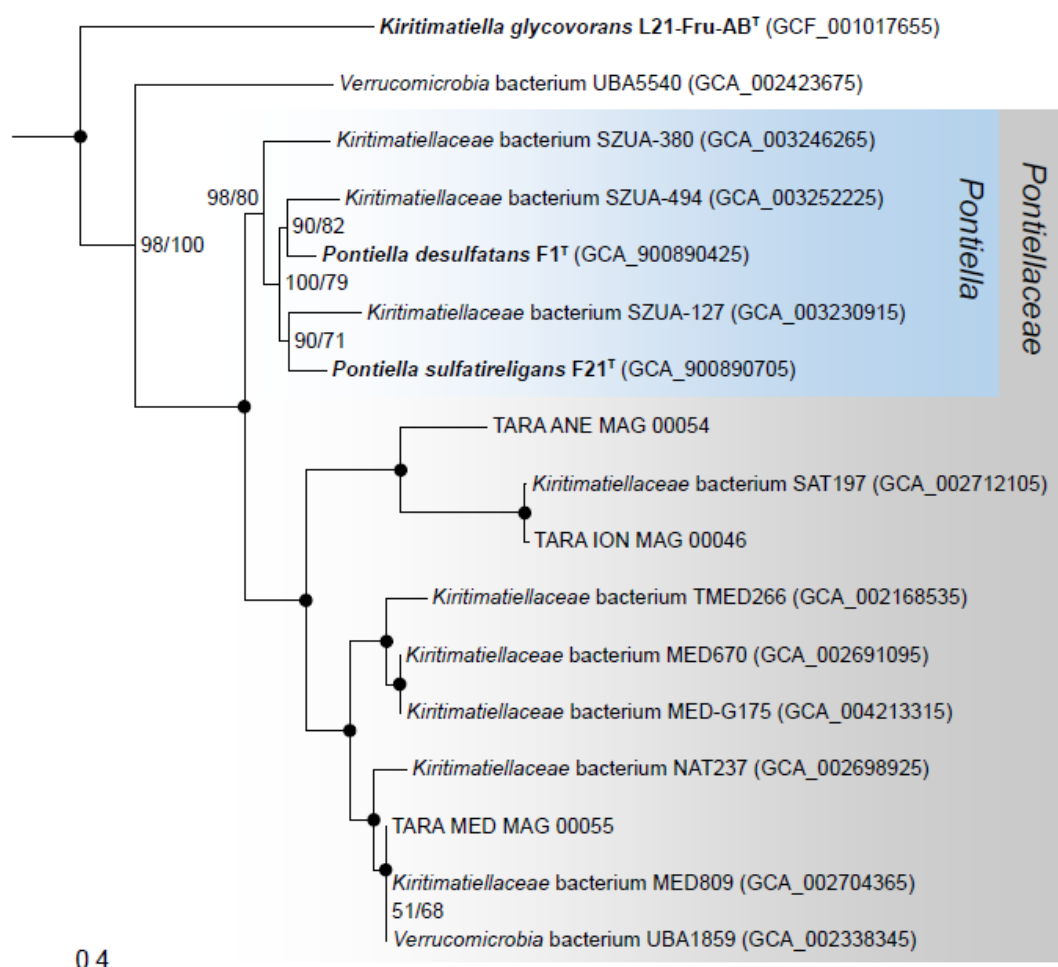 Kiritimatiella glycovorans L21-Fru-ABᵀ (GCF_001017655)
Verrucomicrobia bacterium UBA5540 (GCA_002423675)
Kiritimatiellaceae bacterium SZUA-380 (GCA_003246265)
98/80
Kiritimatiellaceae bacterium SZUA-494 (GCA_003252225)
90/82
98/100
Pontiella desulfatans F1ᵀ (GCA_900890425)
100/79
Kiritimatiellaceae bacterium SZUA-127 (GCA_003230915)
90/71
Pontiella sulfatireligans F21ᵀ (GCA_900890705)
Pontiella
Pontiellaceae
TARA ANE MAG 00054
Kiritimatiellaceae bacterium SAT197 (GCA_002712105)
TARA ION MAG 00046
Kiritimatiellaceae bacterium TMED266 (GCA_002168535)
Kiritimatiellaceae bacterium MED670 (GCA_002691095)
Kiritimatiellaceae bacterium MED-G175 (GCA_004213315)
Kiritimatiellaceae bacterium NAT237 (GCA_002698925)
TARA MED MAG 00055
Kiritimatiellaceae bacterium MED809 (GCA_002704365)
51/68
Verrucomicrobia bacterium UBA1859 (GCA_002338345)
0 4